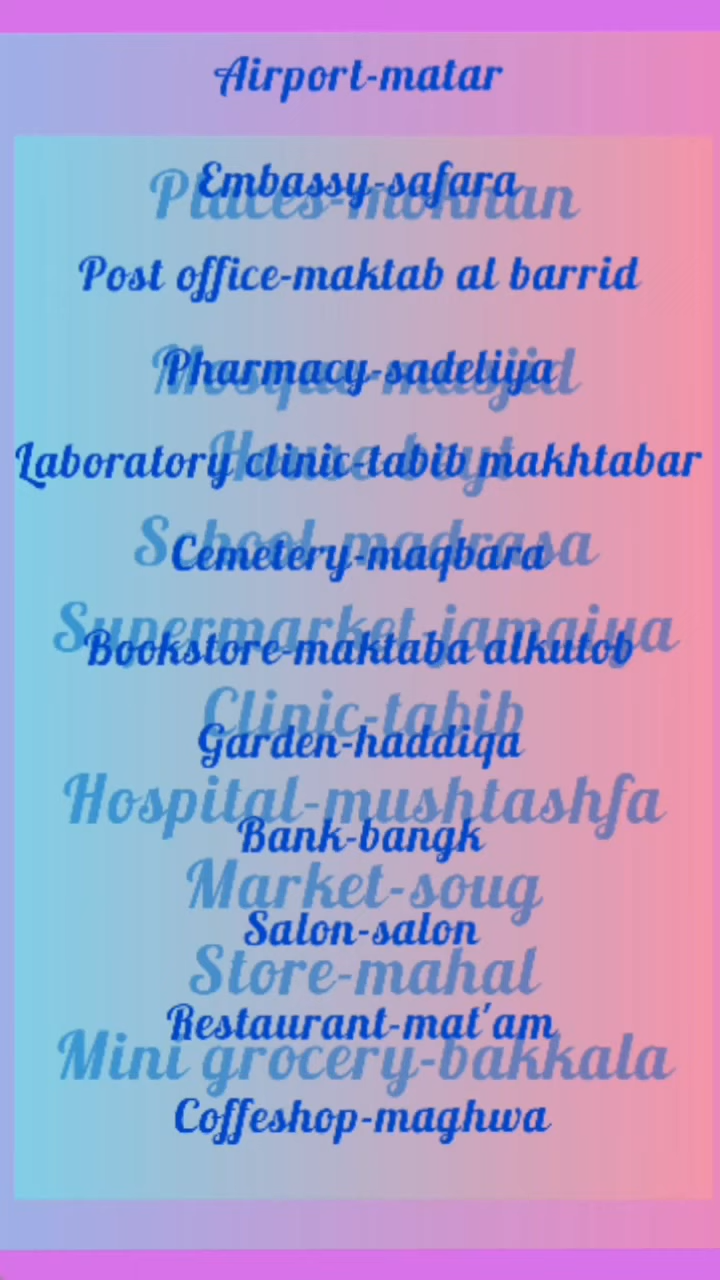 Airport-matar
Embassy-safara
Places-moknan
Post office-maktab al barrid
Pharmacy-sadeliya
Mosque-masjid
House-bayt
Laboratory clinic-tabib makhtabar
School-madrasa
Cemetery-maqbara
Supermarket-jamaiya
Bookstore-maktaba alkutob
Clinic-tabib
Garden-haddiqa
Hospital-mushtashfa
Bank-bangk
Market-soug
Salon-salon
Store-mahal
Restaurant-mat'am
Mini grocery-bakkala
Coffeshop-maghwa